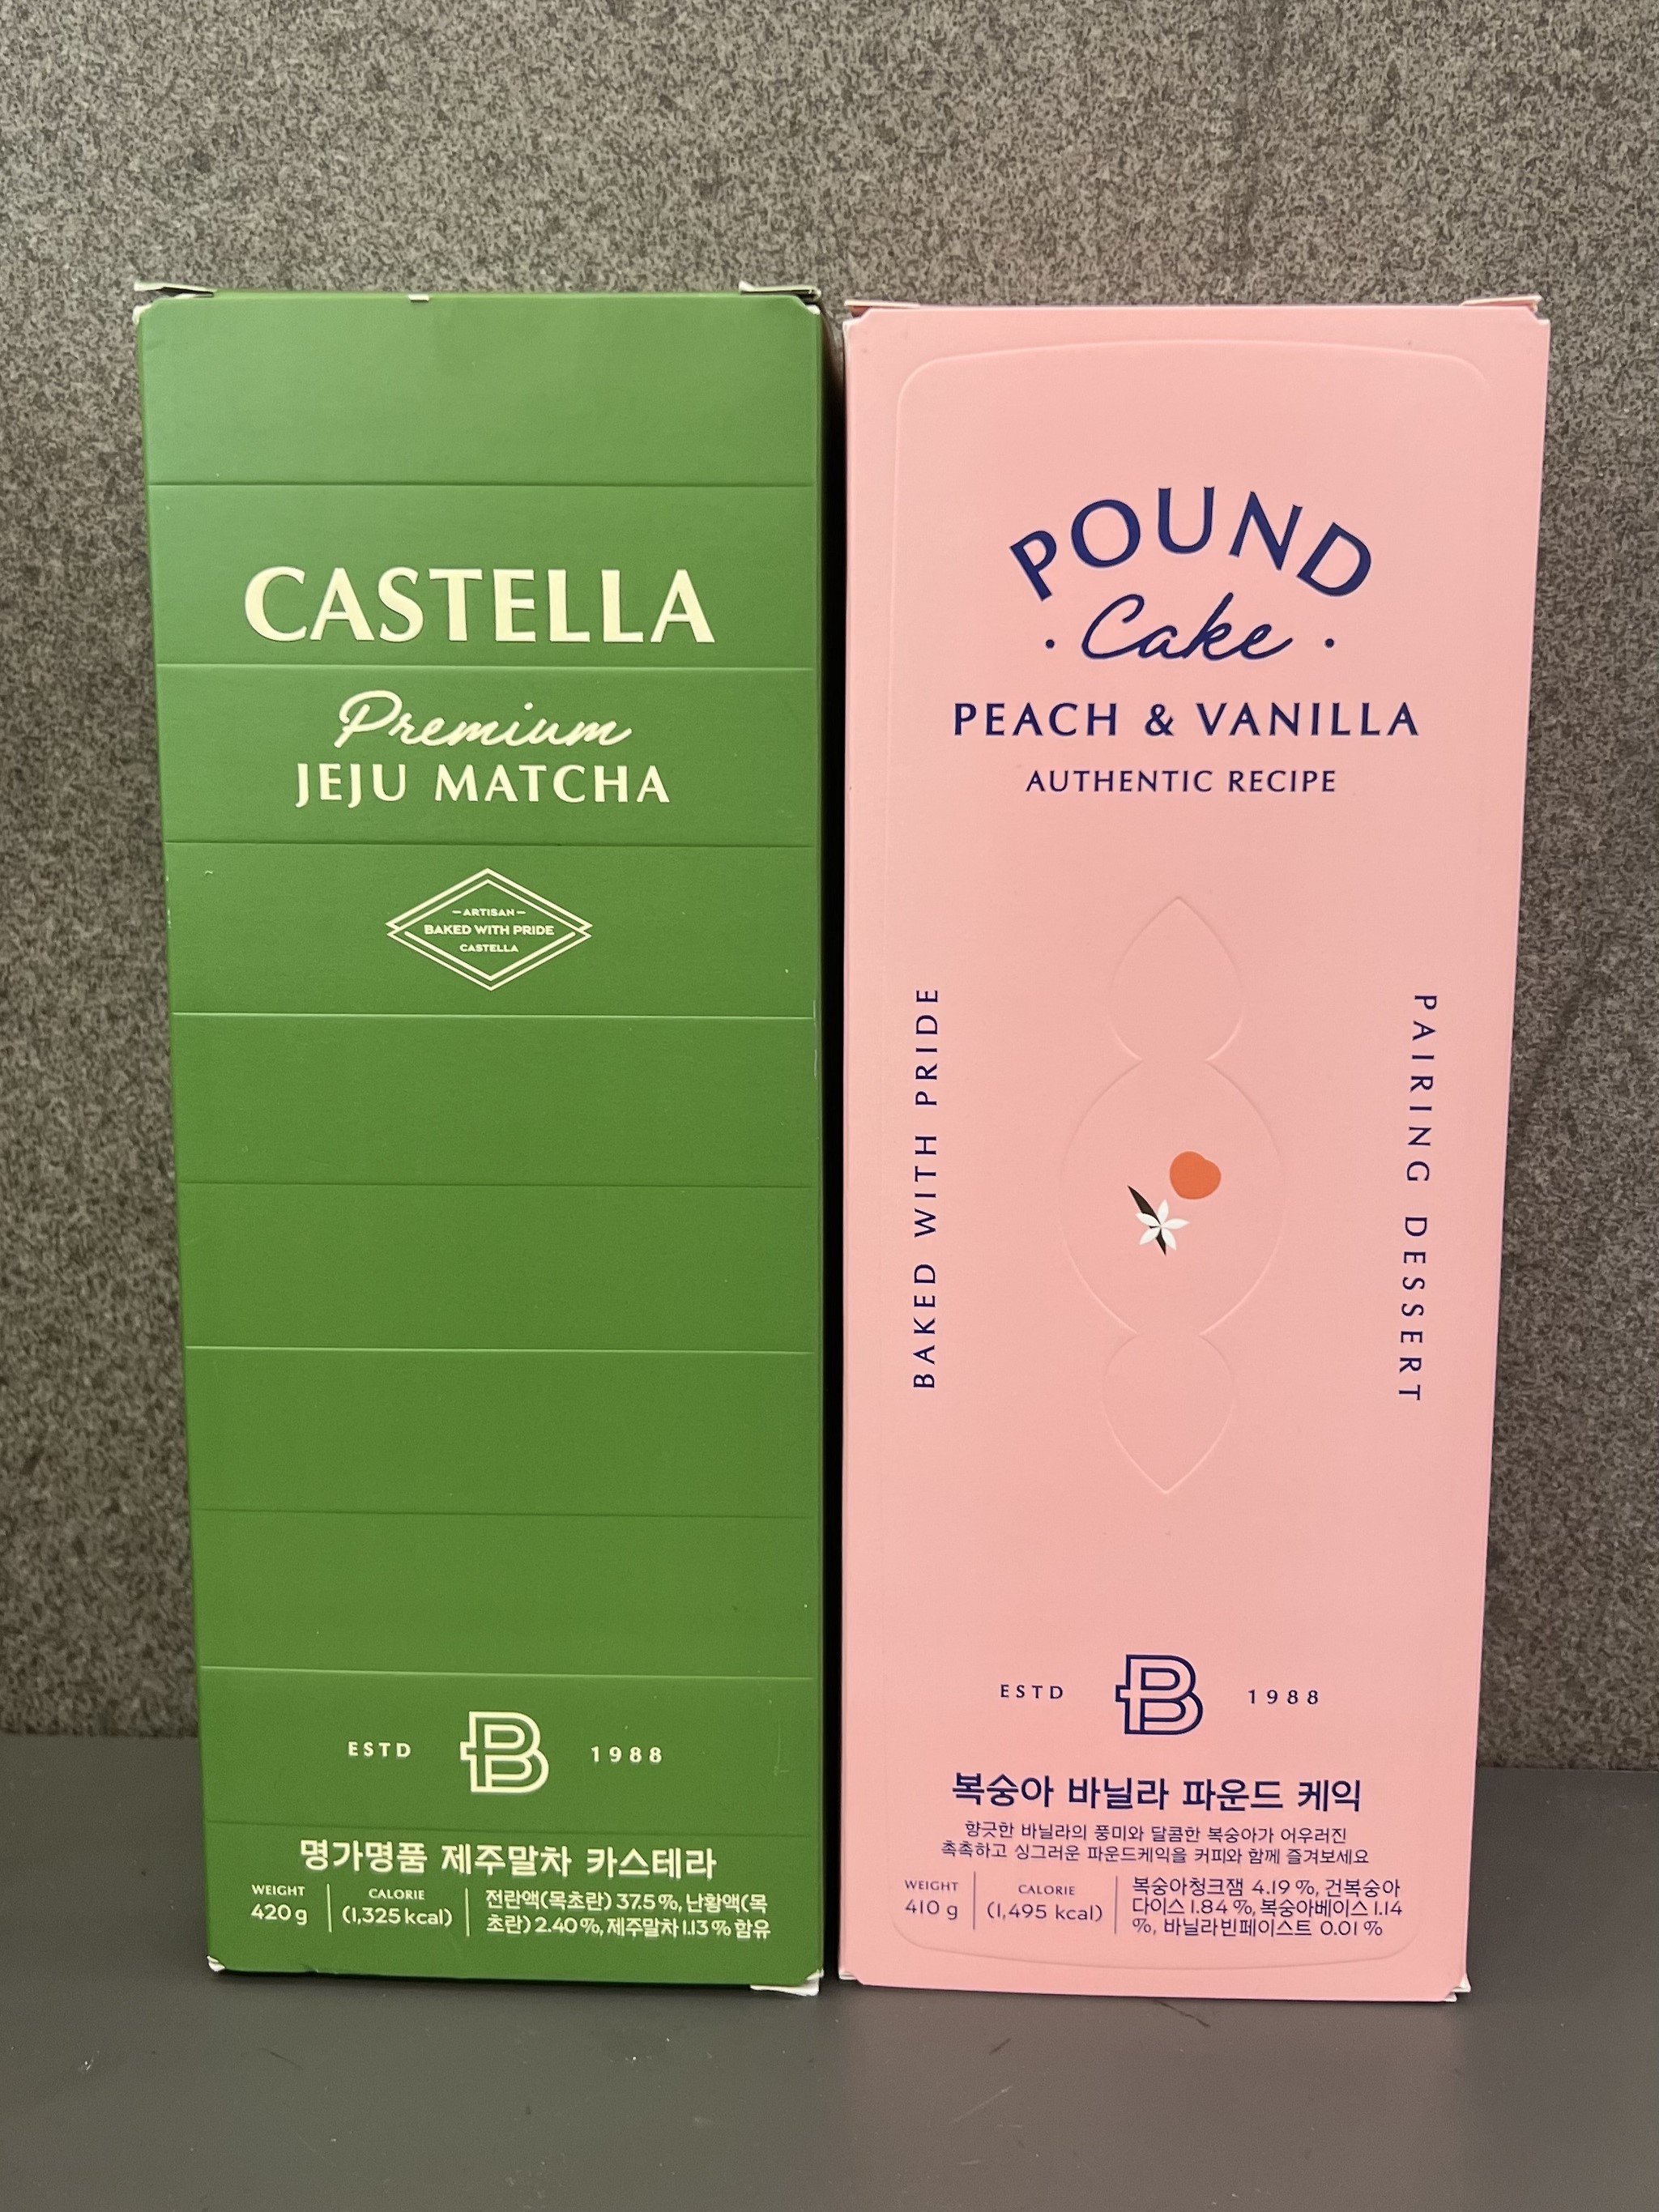 CASTELLA
Premium
JEJU MATCHA
ARTISAN
BAKED WITH PRIDE
CASTELLA
ESTD B 1988
명가명품 제주말차 카스테라
WEIGHT
420 g
CALORIE
(1,325 kcal)
전란액(목초란) 37.5 %, 난황액(목
초란) 2.40 %, 제주말차 1.13 % 함유
POUND
Cake
PEACH & VANILLA
AUTHENTIC RECIPE
BAKED WITH PRIDE
PAIRING DESSERT
ESTD B 1988
복숭아 바닐라 파운드 케익
향긋한 바닐라의 풍미와 달콤한 복숭아가 어우러진
촉촉하고 싱그러운 파운드케익을 커피와 함께 즐겨보세요
WEIGHT
410 g
CALORIE
(1,495 kcal)
복숭아청크잼 4.19 %, 건복숭아
다이스 1.84 %, 복숭아베이스 1.14
%, 바닐라빈페이스트 0.01 %